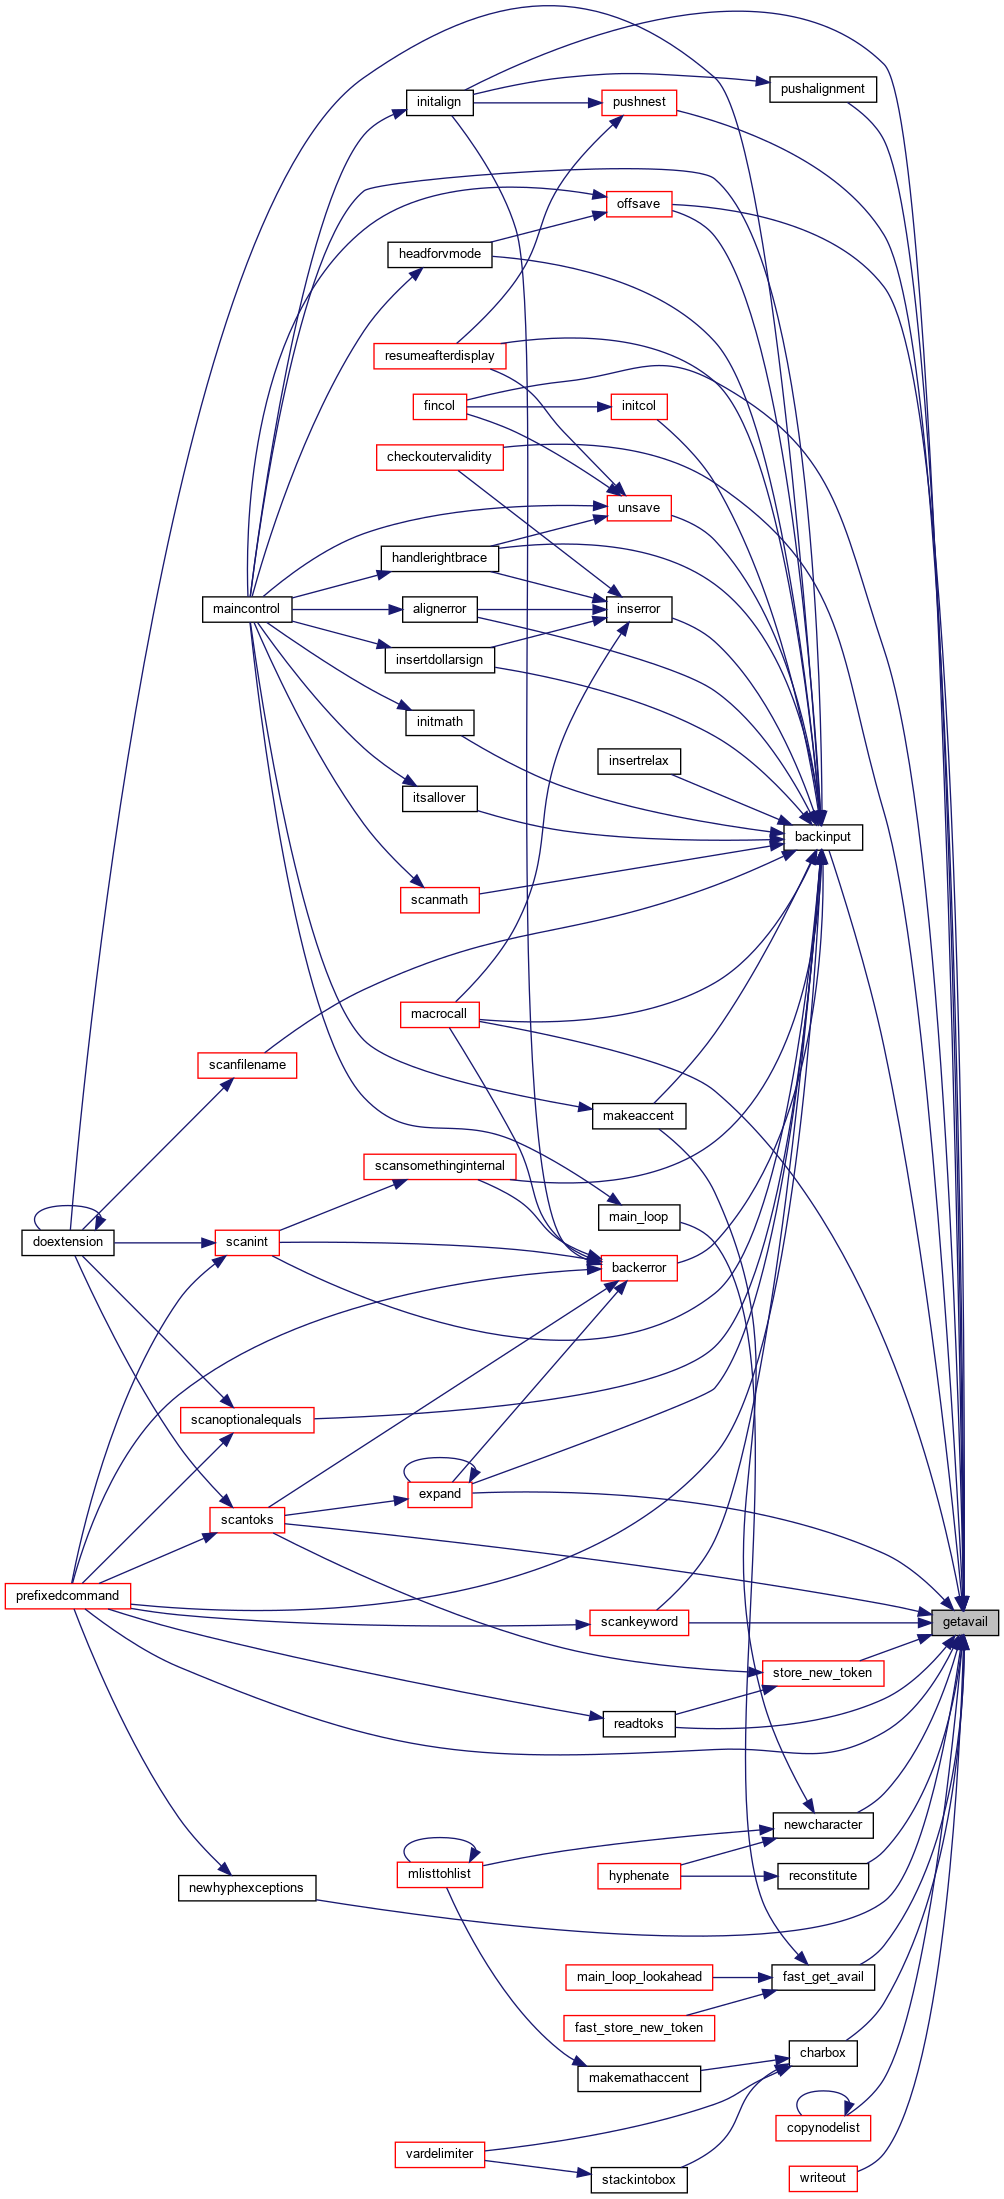 pushalignment
initalign
pushnest
offsave
headforvmode
resumeafterdisplay
fincol
initcol
checkoutervalidity
unsave
handlerightbrace
maincontrol
alignerror
inserror
insertdollarsign
initmath
insertrelax
itsallover
backinput
scanmath
macrocall
scanfilename
makeaccent
scansomethinginternal
main_loop
doextension
scanint
backerror
scanoptionalequals
expand
scantoks
prefixedcommand
scankeyword
getavail
store_new_token
readtoks
newcharacter
mlisttohlist
hyphenate
reconstitute
newhyphexceptions
main_loop_lookahead
fast_get_avail
fast_store_new_token
charbox
makemathaccent
copynodelist
vardelimiter
stackintobox
writeout